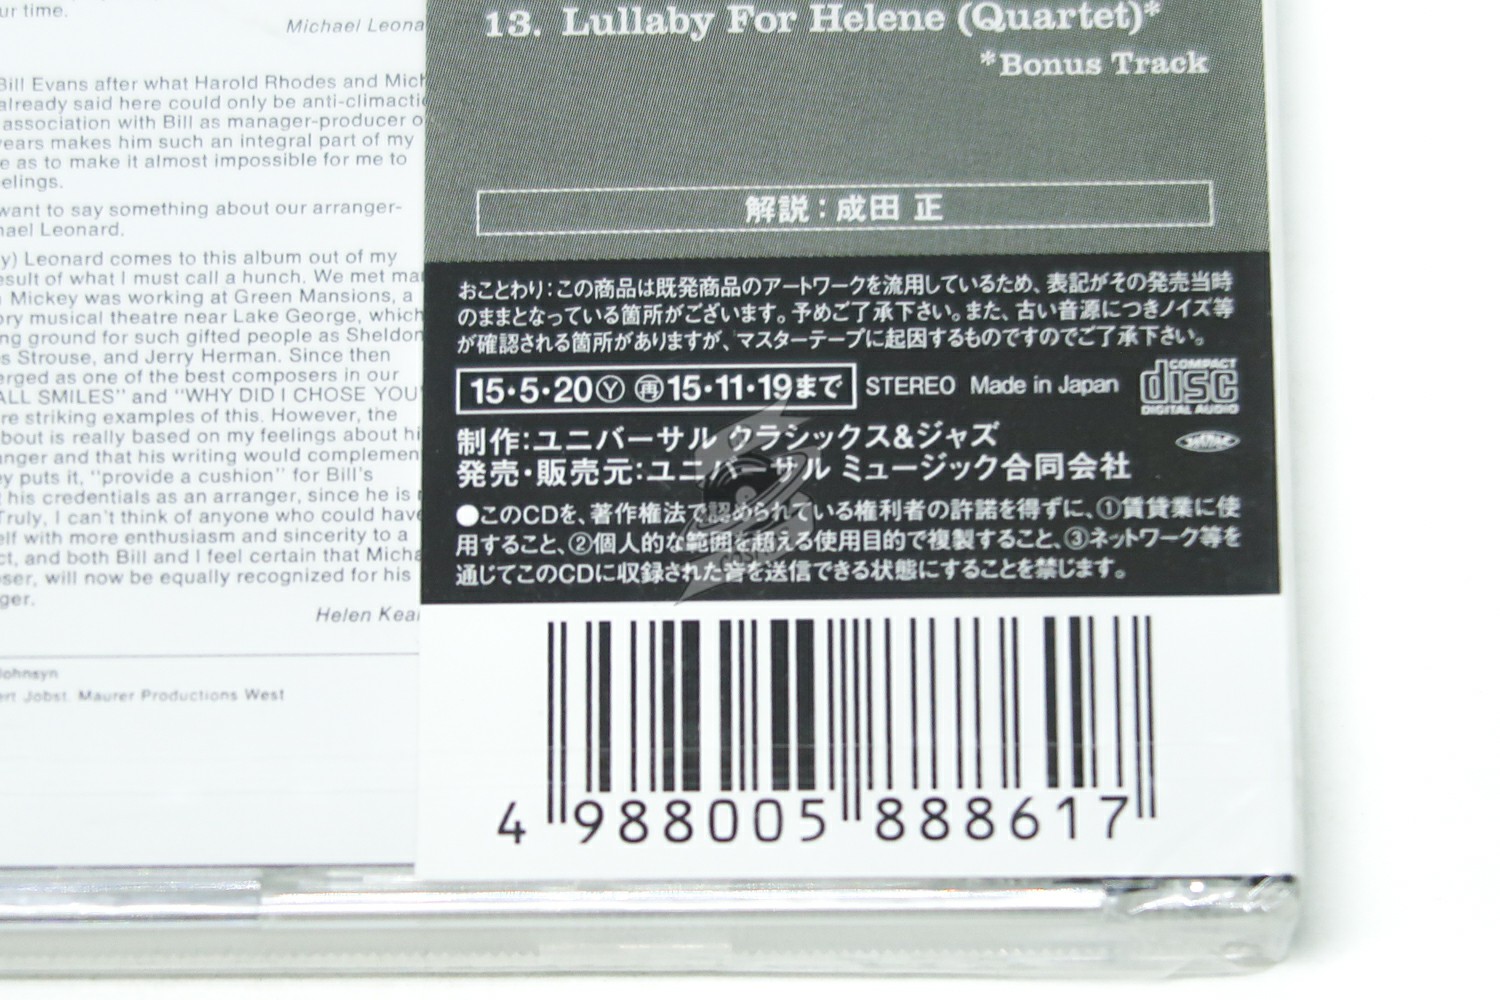 ur time.
Michael Leona
Bill Evans after what Harold Rhodes and Mich
already said here could only be anti-climactic
association with Bill as manager-producer o
years makes him such an integral part of my
e as to make it almost impossible for me to
elings.
want to say something about our arranger-
hael Leonard.
y) Leonard comes to this album out of my
esult of what I must call a hunch. We met ma
Mickey was working at Green Mansions, a
ory musical theatre near Lake George, which
ing ground for such gifted people as Sheldon
s Strouse, and Jerry Herman. Since then
erged as one of the best composers in our
ALL SMILES" and "WHY DID I CHOSE YOU
re striking examples of this. However, the
bout is really based on my feelings about hi
nger and that his writing would complemen
ey puts it, "provide a cushion" for Bill's
his credentials as an arranger, since he is
Truly, I can't think of anyone who could have
elf with more enthusiasm and sincerity to a
ct, and both Bill and I feel certain that Micha
oser, will now be equally recognized for his
ger.
Helen Kea
Johnsyn
ert Jobst. Maurer Productions West
13. Lullaby For Helene (Quartet)*
*Bonus Track
解説：成田 正
おことわり：この商品は既発商品のアートワークを流用しているため、表記がその発売当時
のままとなっている箇所がございます。予めご了承下さい。また、古い音源につきノイズ等
が確認される箇所がありますが、マスターテープに起因するものですのでご了承下さい。
15・5・20Ⓨ ㊢15・11・19まで STEREO Made in Japan
COMPACT disc DIGITAL AUDIO
制作：ユニバーサル クラシックス&ジャズ
発売・販売元：ユニバーサル ミュージック合同会社
●このCDを、著作権法で認められている権利者の許諾を得ずに、①賃貸業に使
用すること、②個人的な範囲を超える使用目的で複製すること、③ネットワーク等を
通じてこのCDに収録された音を送信できる状態にすることを禁じます。
4 988005 888617